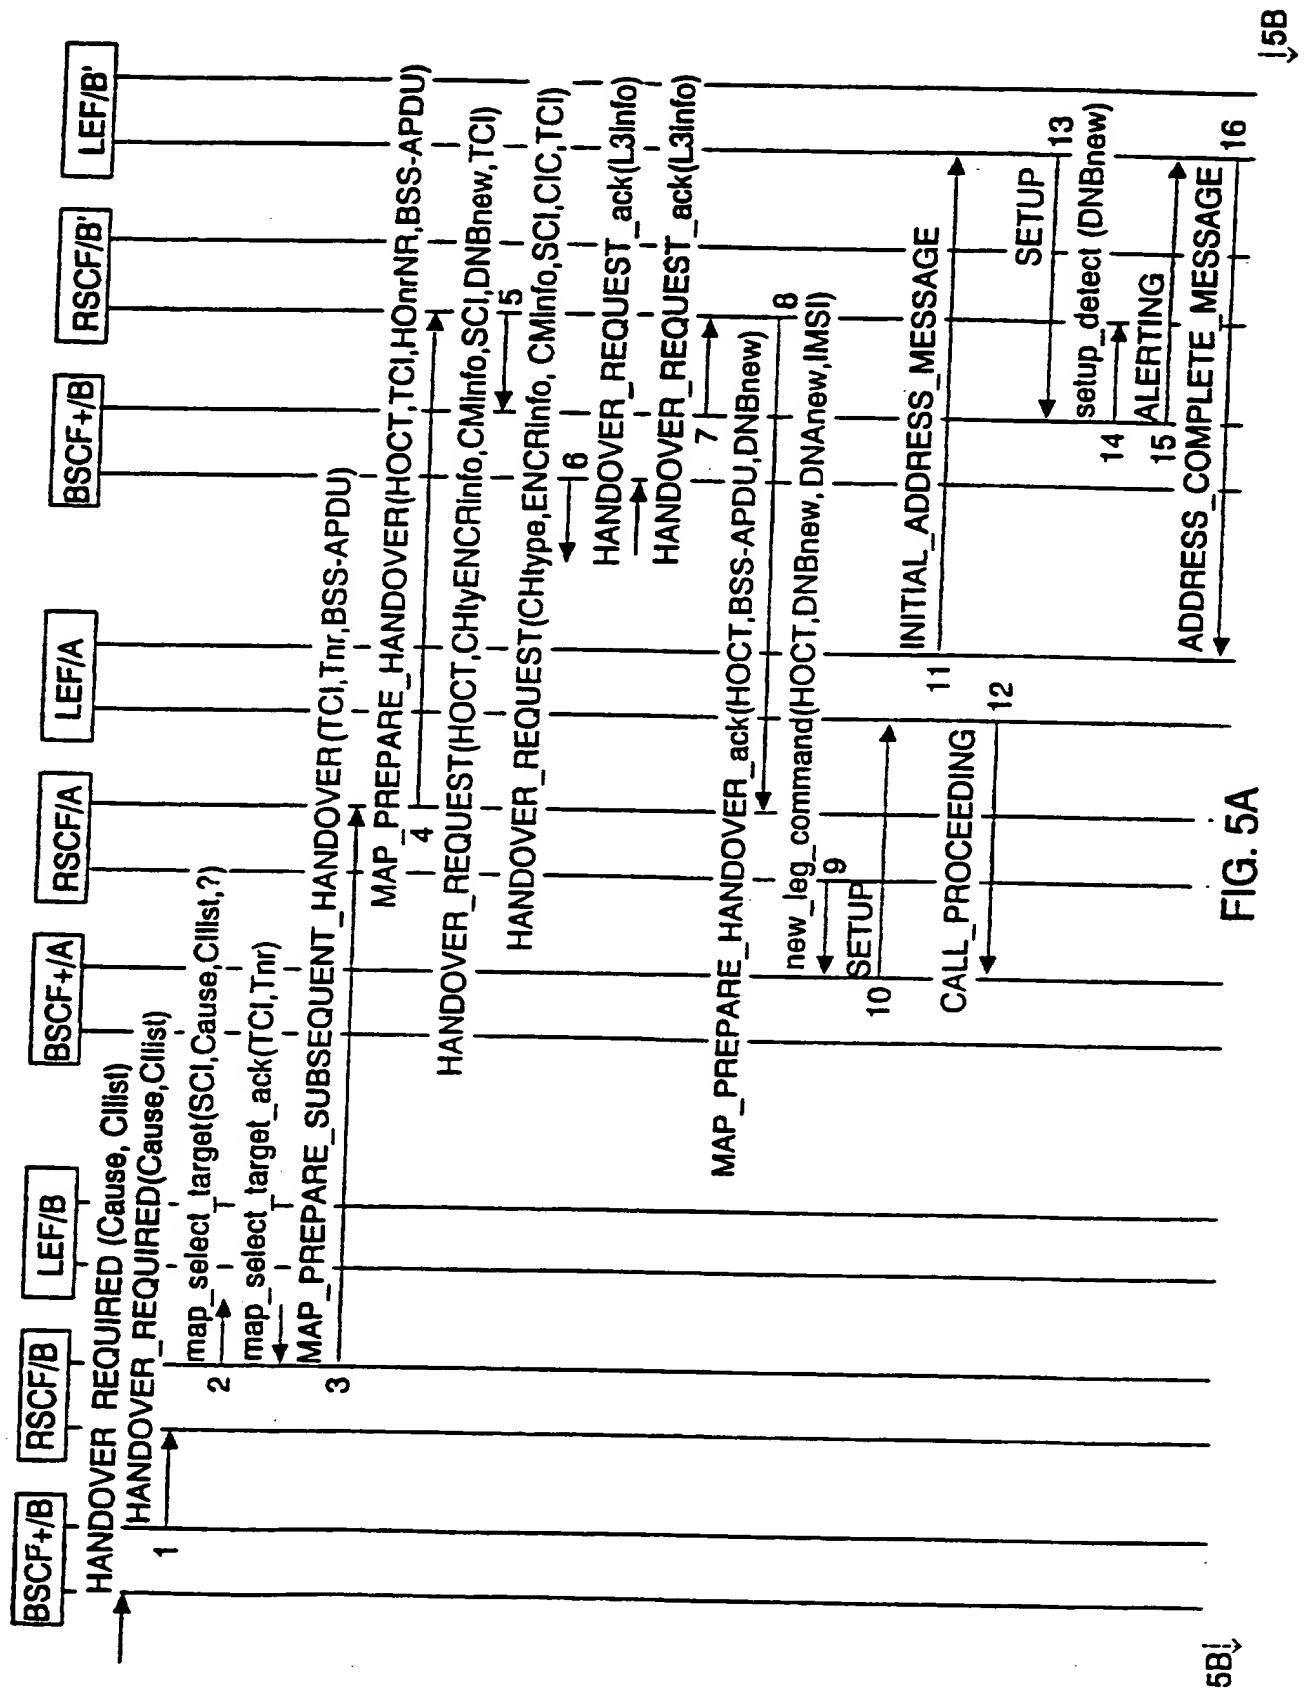 BSCF+/B
RSCF/B
LEF/B
BSCF+/A
RSCF/A
LEF/A
BSCF+/B'
RSCF/B'
LEF/B'
HANDOVER REQUIRED (Cause, CIlist)
HANDOVER_REQUIRED(Cause,CIlist)
1
map_select_target(SCI,Cause,CIlist,?)
2
map_select_target_ack(TCI,Tnr)
MAP_PREPARE_SUBSEQUENT_HANDOVER(TCI,Tnr,BSS-APDU)
3
MAP_PREPARE_HANDOVER(HOCT,TCI,HOnrNR,BSS-APDU)
4
HANDOVER_REQUEST(HOCT,CHtyENCRInfo,CMInfo,SCI,DNBnew,TCI)
5
HANDOVER_REQUEST(CHtype,ENCRInfo, CMInfo,SCI,CIC,TCI)
6
HANDOVER_REQUEST_ack(L3Info)
HANDOVER_REQUEST_ack(L3Info)
7
MAP_PREPARE_HANDOVER_ack(HOCT,BSS-APDU,DNBnew)
8
new_leg_command(HOCT,DNBnew,DNAnew,IMSI)
9
SETUP
10
INITIAL_ADDRESS_MESSAGE
11
CALL_PROCEEDING
12
SETUP
13
setup_detect (DNBnew)
14
ALERTING
15
ADDRESS_COMPLETE_MESSAGE
16
5B
5B
FIG. 5A